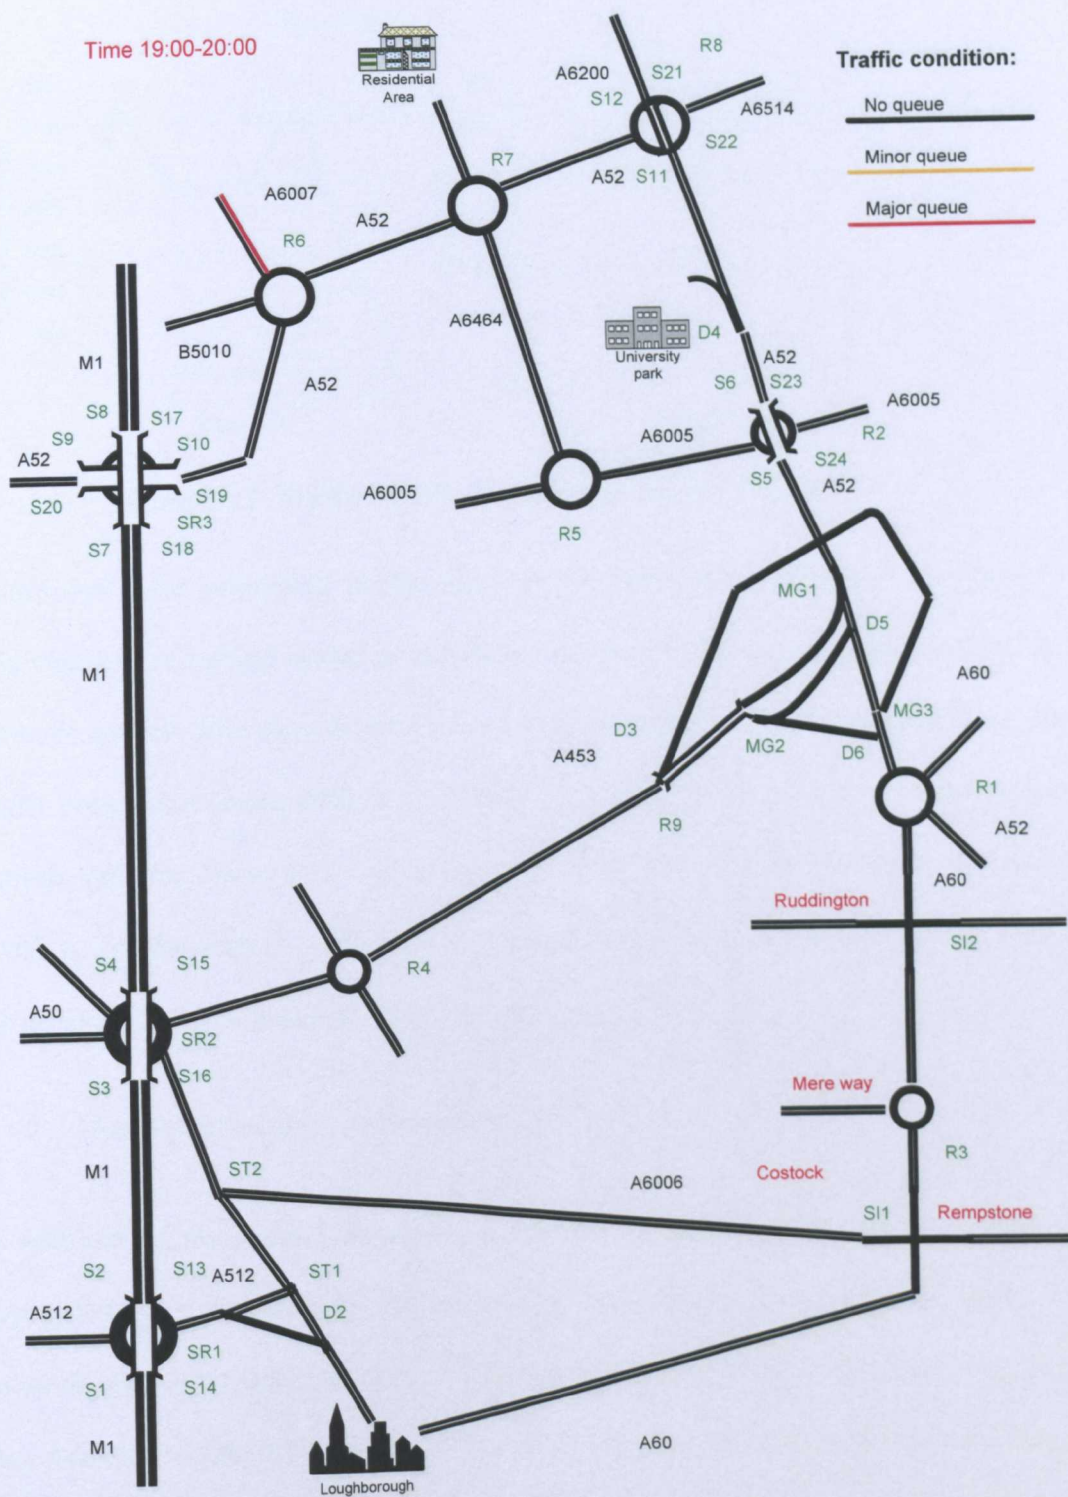 Time 19:00-20:00
Residential
Area
R8
A6200
S21
S12
A6514
S22
Traffic condition:
No queue
Minor queue
Major queue
R7
A52
S11
A6007
A52
R6
A6464
B5010
A52
M1
University
park
D4
A52
S6
S23
A6005
R2
S8
S17
S9
S10
A52
S20
S19
SR3
S7
S18
A6005
A6005
R5
S24
S5
A52
MG1
D5
M1
A60
MG3
D3
MG2
D6
A453
R1
R9
A52
A60
Ruddington
SI2
S4
S15
R4
A50
SR2
S3
S16
Mere way
R3
M1
ST2
A6006
Costock
SI1
Rempstone
S2
S13
A512
ST1
A512
D2
SR1
S1
S14
M1
A60
Loughborough